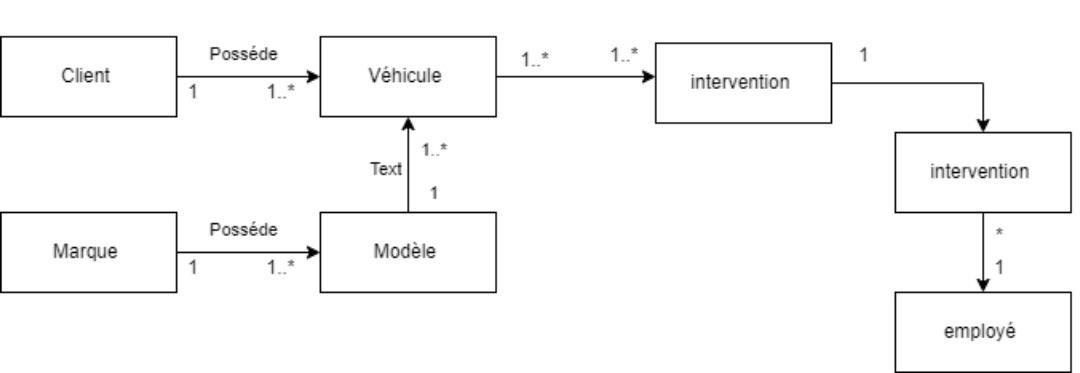 Posséde
Client
1
1..*
Véhicule
1..*
1..*
intervention
1
intervention
*
1
employé
Text
1..*
1
Marque
Posséde
1
1..*
Modèle